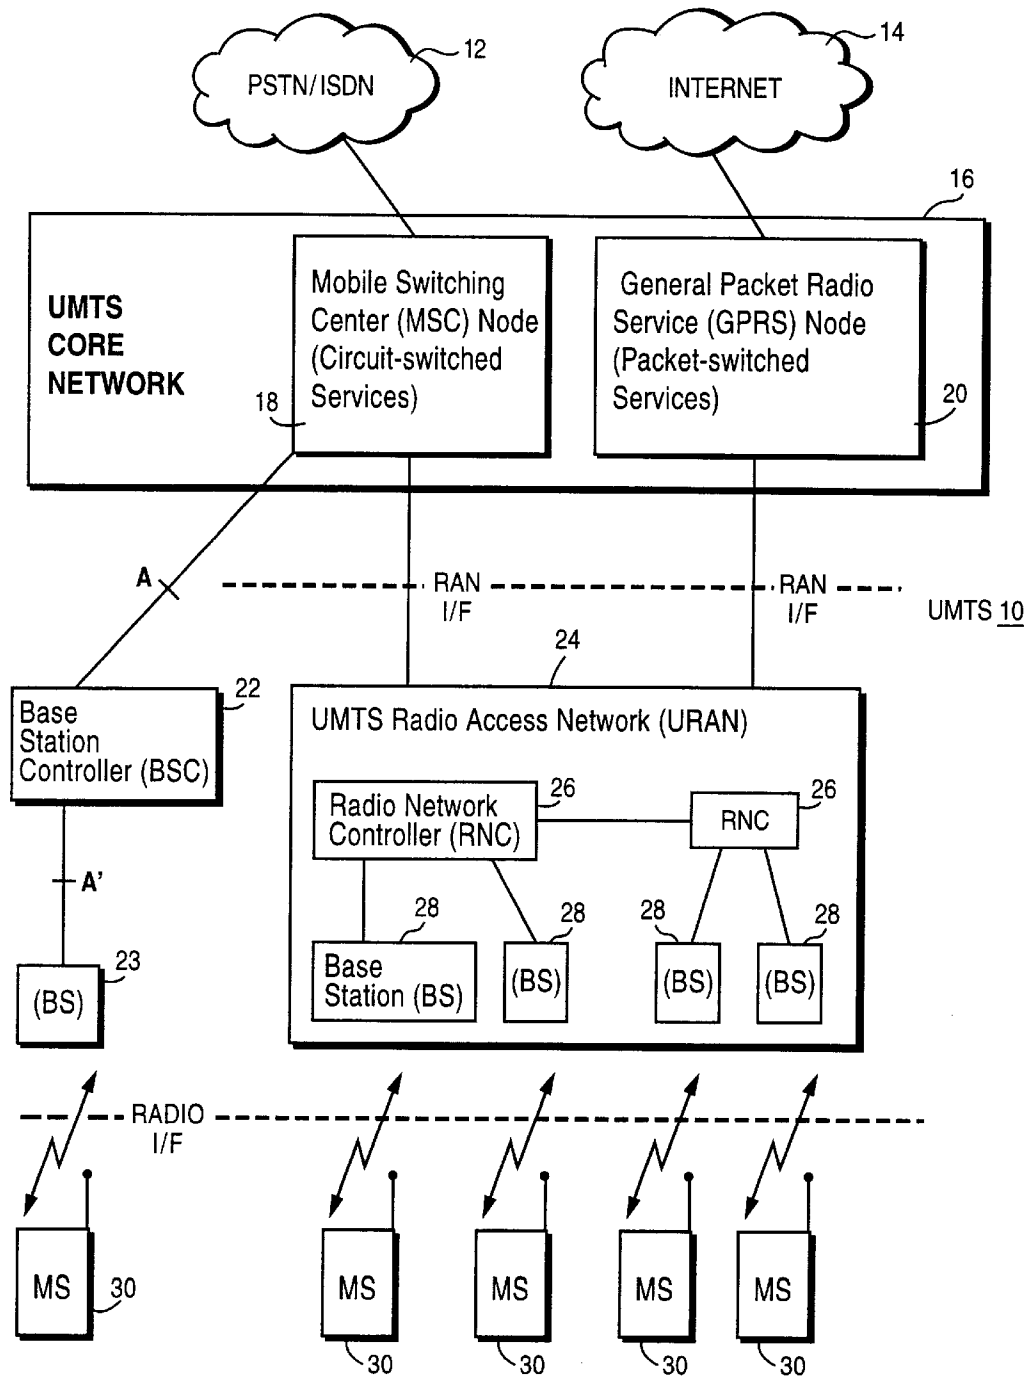 PSTN/ISDN
12
INTERNET
14
16
UMTS
CORE
NETWORK
Mobile Switching
Center (MSC) Node
(Circuit-switched
Services)
18
General Packet Radio
Service (GPRS) Node
(Packet-switched
Services)
20
A
RAN
I/F
RAN
I/F
UMTS 10
22
Base
Station
Controller (BSC)
24
UMTS Radio Access Network (URAN)
Radio Network
Controller (RNC)
26
RNC
26
A'
23
(BS)
28
Base
Station (BS)
28
(BS)
28
(BS)
28
(BS)
RADIO
I/F
MS
30
MS
30
MS
30
MS
30
MS
30